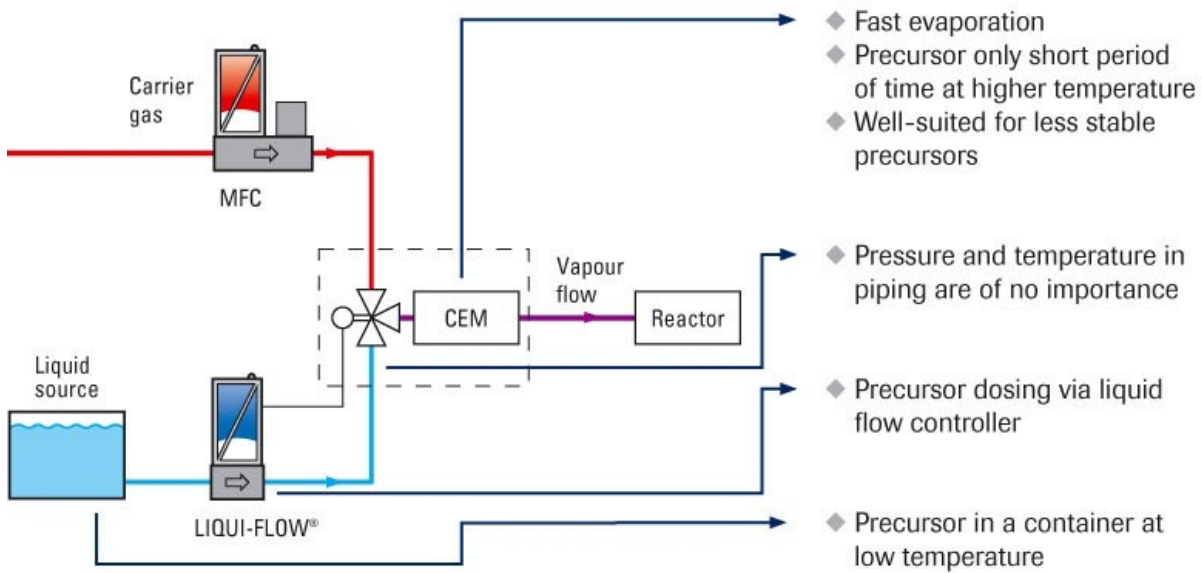 Carrier
gas
MFC
Liquid
source
LIQUI-FLOW®
CEM
Vapour
flow
Reactor
◆ Fast evaporation
◆ Precursor only short period
of time at higher temperature
◆ Well-suited for less stable
precursors
◆ Pressure and temperature in
piping are of no importance
◆ Precursor dosing via liquid
flow controller
◆ Precursor in a container at
low temperature